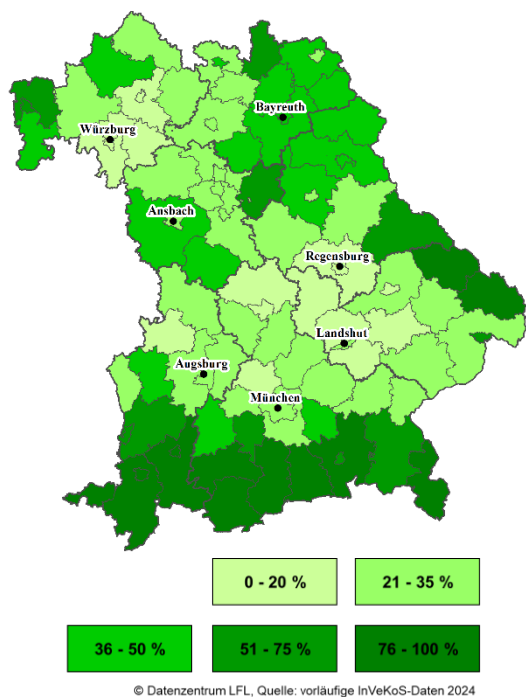 Bayreuth
Würzburg
Ansbach
Regensburg
Landshut
Augsburg
München
0 - 20 %
21 - 35 %
36 - 50 %
51 - 75 %
76 - 100 %
© Datenzentrum LFL, Quelle: vorläufige InVeKoS-Daten 2024